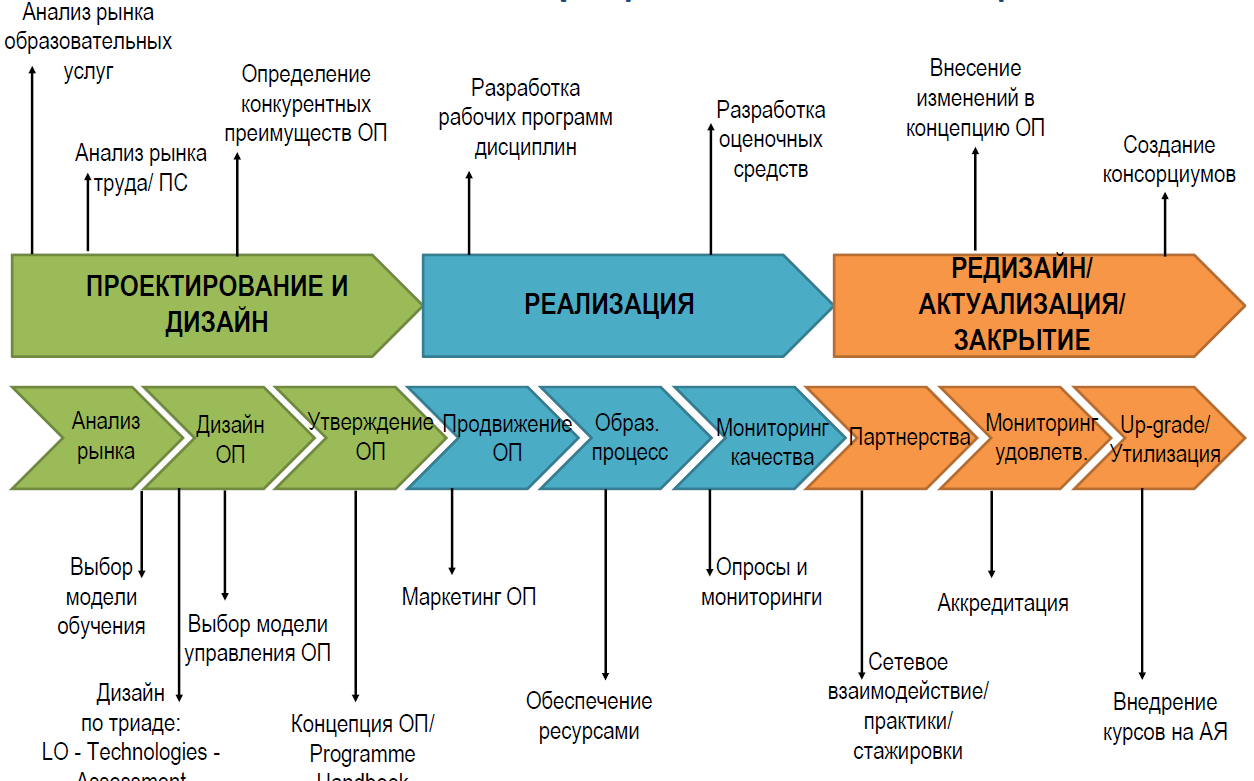 Анализ рынка
образовательных
услуг
Анализ рынка
труда/ ПС
Определение
конкурентных
преимуществ ОП
Разработка
рабочих программ
дисциплин
Разработка
оценочных
средств
Внесение
изменений в
концепцию ОП
Создание
консорциумов
ПРОЕКТИРОВАНИЕ И
ДИЗАЙН
РЕАЛИЗАЦИЯ
РЕДИЗАЙН/
АКТУАЛИЗАЦИЯ/
ЗАКРЫТИЕ
Анализ
рынка
Дизайн
ОП
Утверждение
ОП
Продвижение
ОП
Образ.
процесс
Мониторинг
качества
Партнерства
Мониторинг
удовлетв.
Up-grade/
Утилизация
Выбор
модели
обучения
Дизайн
по триаде:
LO - Technologies -
Assessment
Выбор модели
управления ОП
Концепция ОП/
Programme
Handbook
Маркетинг ОП
Обеспечение
ресурсами
Опросы и
мониторинги
Сетевое
взаимодействие/
практики/
стажировки
Аккредитация
Внедрение
курсов на АЯ